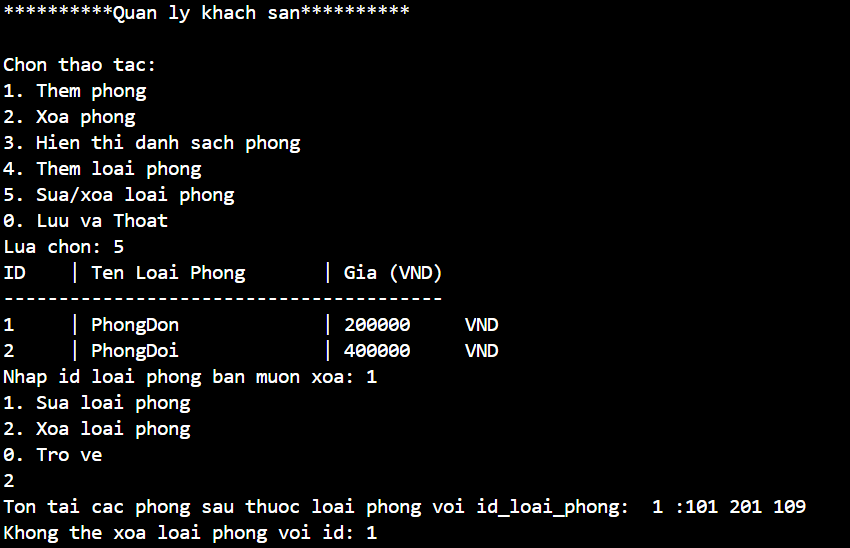 **********Quan ly khach san**********
Chon thao tac:
1. Them phong
2. Xoa phong
3. Hien thi danh sach phong
4. Them loai phong
5. Sua/xoa loai phong
0. Luu va Thoat
Lua chon: 5
ID    | Ten Loai Phong       | Gia (VND)
----------------------------------------
1     | PhongDon             | 200000     VND
2     | PhongDoi             | 400000     VND
Nhap id loai phong ban muon xoa: 1
1. Sua loai phong
2. Xoa loai phong
0. Tro ve
2
Ton tai cac phong sau thuoc loai phong voi id_loai_phong:  1 :101 201 109
Khong the xoa loai phong voi id: 1